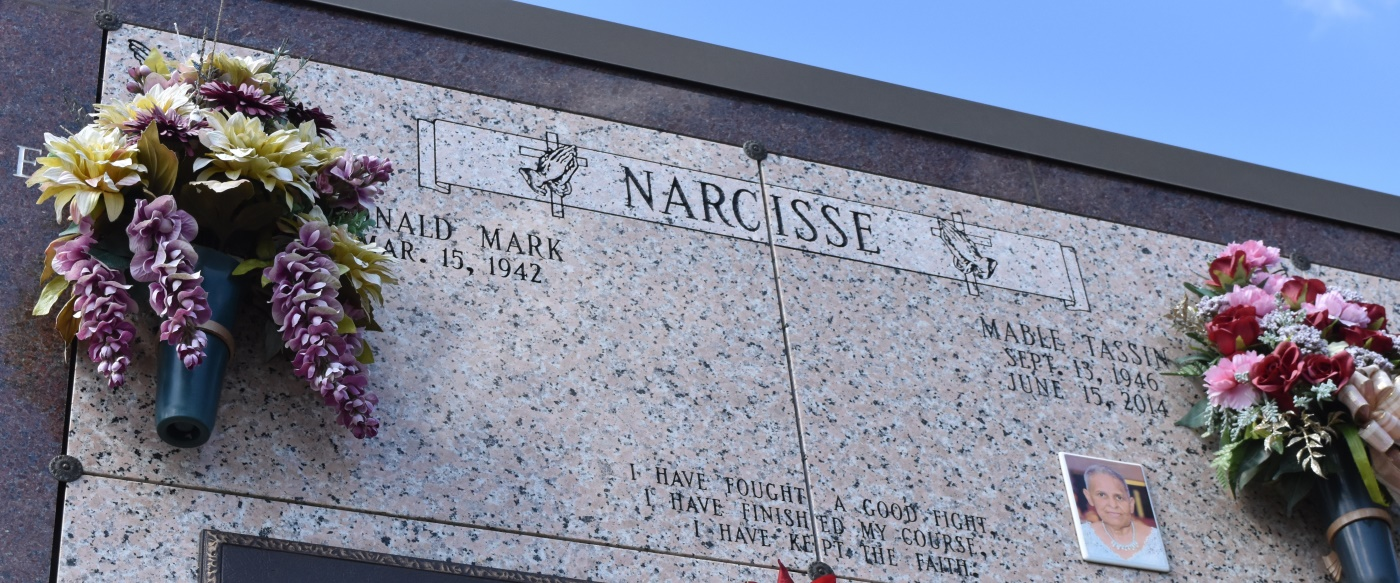 NARCISSE
NALD MARK
AR. 15, 1942
MABLE TASSIN
SEPT. 13, 1946
JUNE 15, 2014
I HAVE FOUGHT A GOOD FIGHT,
I HAVE FINISHED MY COURSE,
I HAVE KEPT THE FAITH.